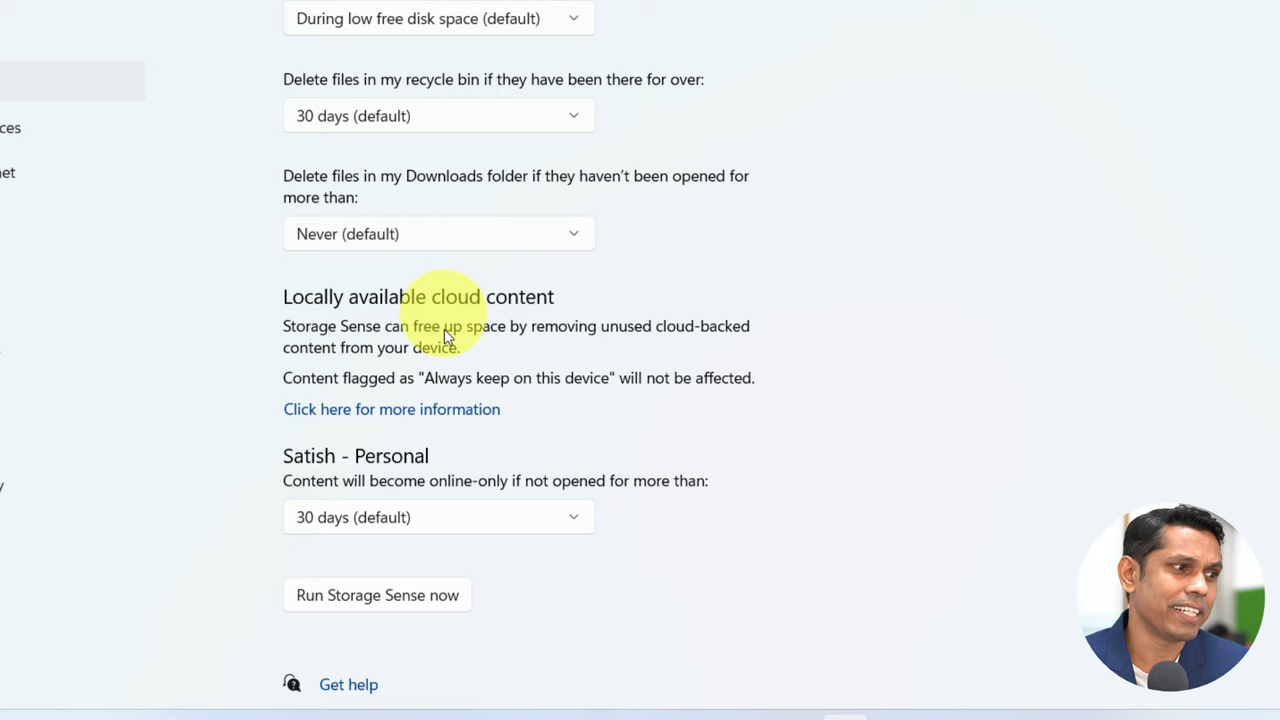 During low free disk space (default)
Delete files in my recycle bin if they have been there for over:
30 days (default)
ces
Delete files in my Downloads folder if they haven't been opened for
more than:
net
Never (default)
Locally available cloud content
Storage Sense can free up space by removing unused cloud-backed
content from your device.
Content flagged as "Always keep on this device" will not be affected.
Click here for more information
Satish - Personal
Content will become online-only if not opened for more than:
y
30 days (default)
Run Storage Sense now
Get help